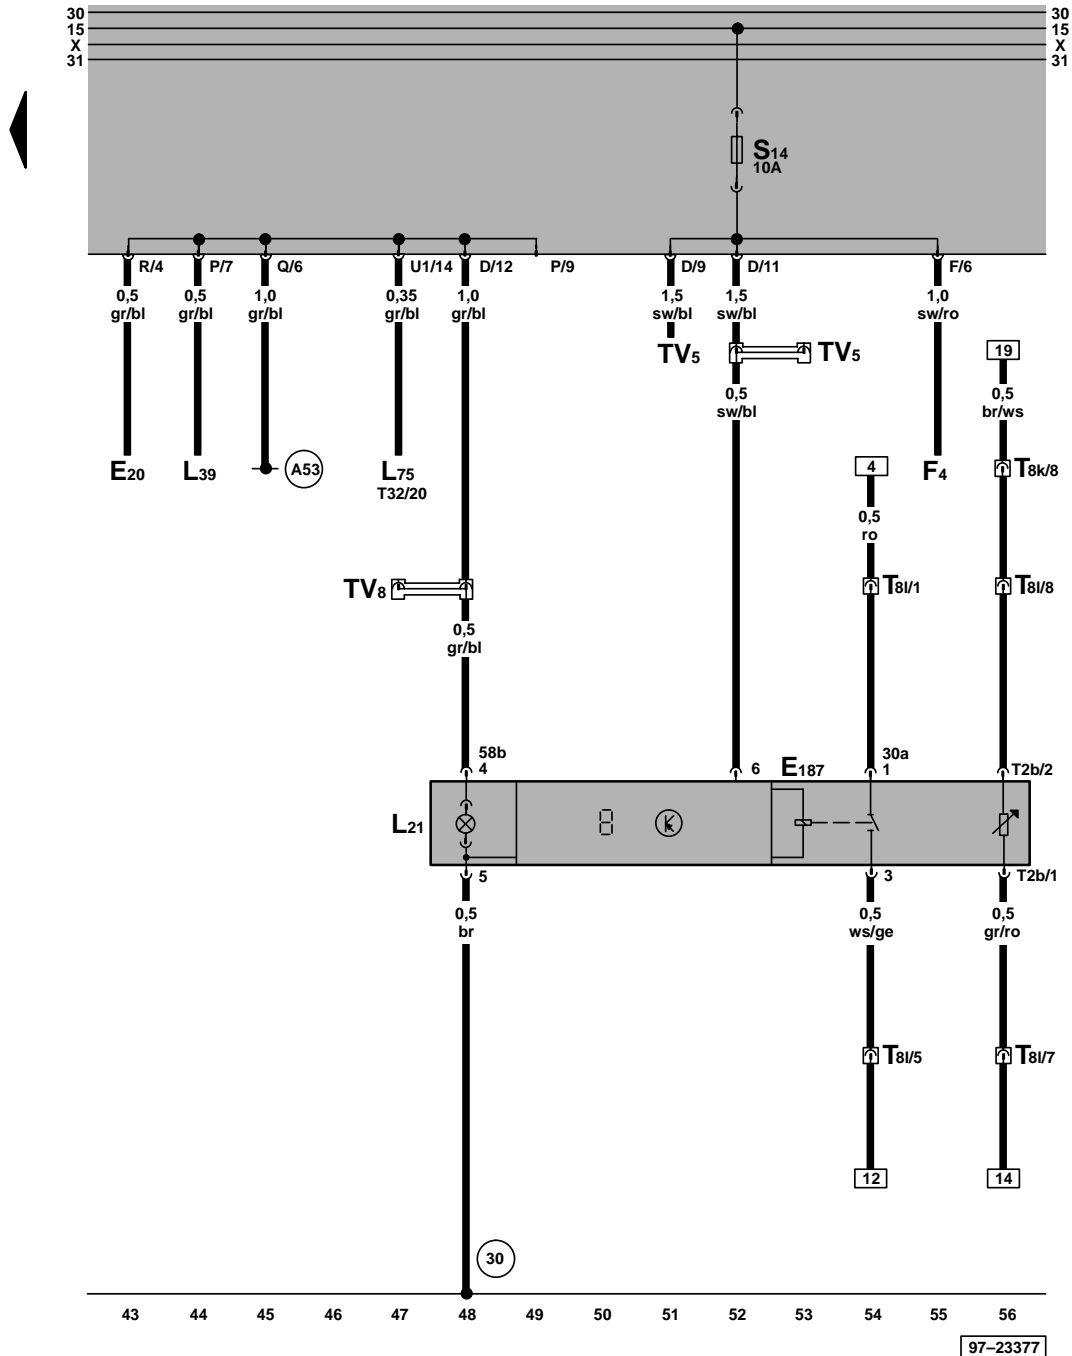 30 30
15 15
X X
31 31
S14
10A
R/4 P/7 Q/6 U1/14 D/12 P/9 D/9 D/11 F/6
0,5 0,5 1,0 0,35 1,0 1,5 1,5 1,0
gr/bl gr/bl gr/bl gr/bl gr/bl sw/bl sw/bl sw/ro
TV5 TV5 19
0,5 0,5
sw/bl br/ws
E20 L39 A53 L75 4 F4 T8k/8
T32/20
0,5
ro
TV8 T8l/1 T8l/8
0,5
gr/bl
58b 30a
4 6 E187 1 T2b/2
L21 8 K
5 3 T2b/1
0,5 0,5 0,5
br ws/ge gr/ro
T8l/5 T8l/7
12 14
30
43 44 45 46 47 48 49 50 51 52 53 54 55 56
97–23377